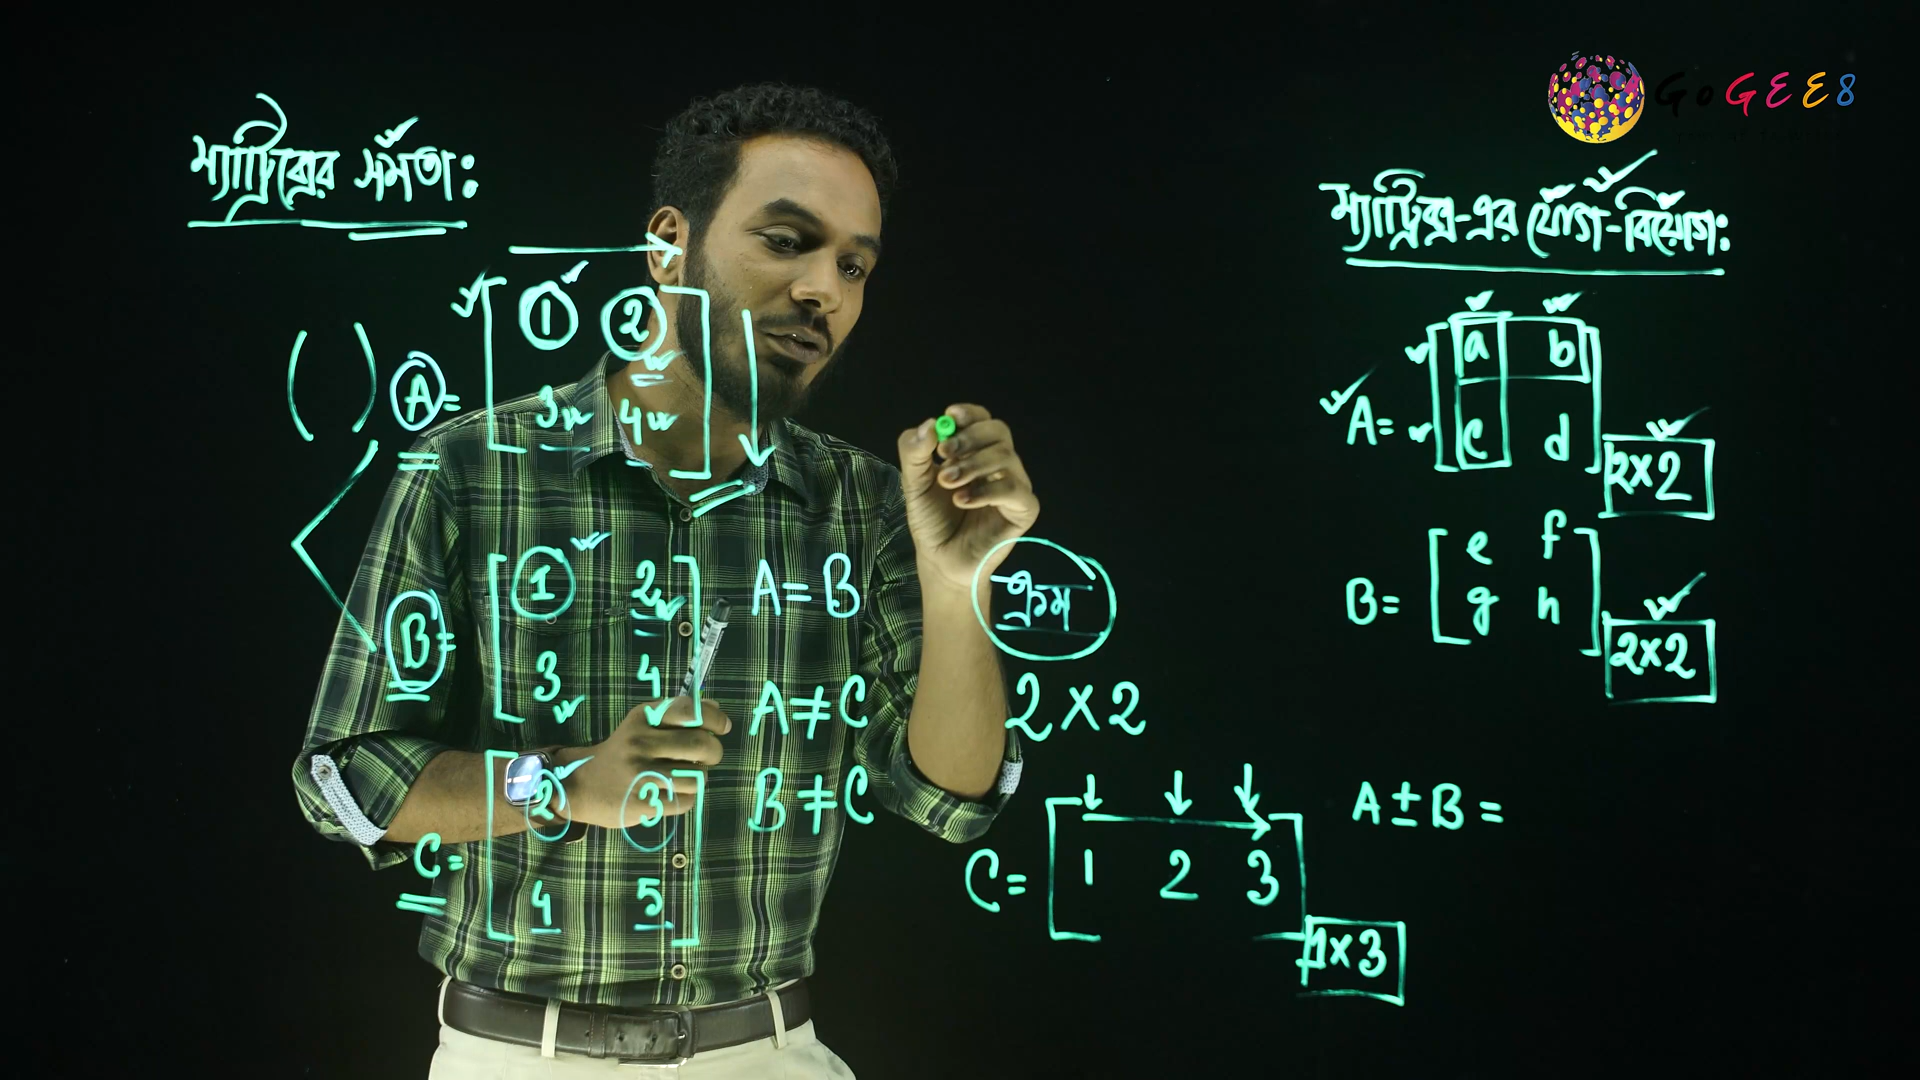 ম্যাট্রিক্সের সমতা:
( ) A = [ 1 2
3 4 ]
B = [ 1 2
3 4 ]
C = [ 2 3
4 5 ]
A = B
A ≠ C
B ≠ C
ক্রম
2 × 2
C = [ 1 2 3 ] 1×3
GoGEE8
ম্যাট্রিক্স-এর যোগ-বিয়োগ:
A = [ a b
c d ] 2×2
B = [ e f
g h ] 2×2
A ± B =